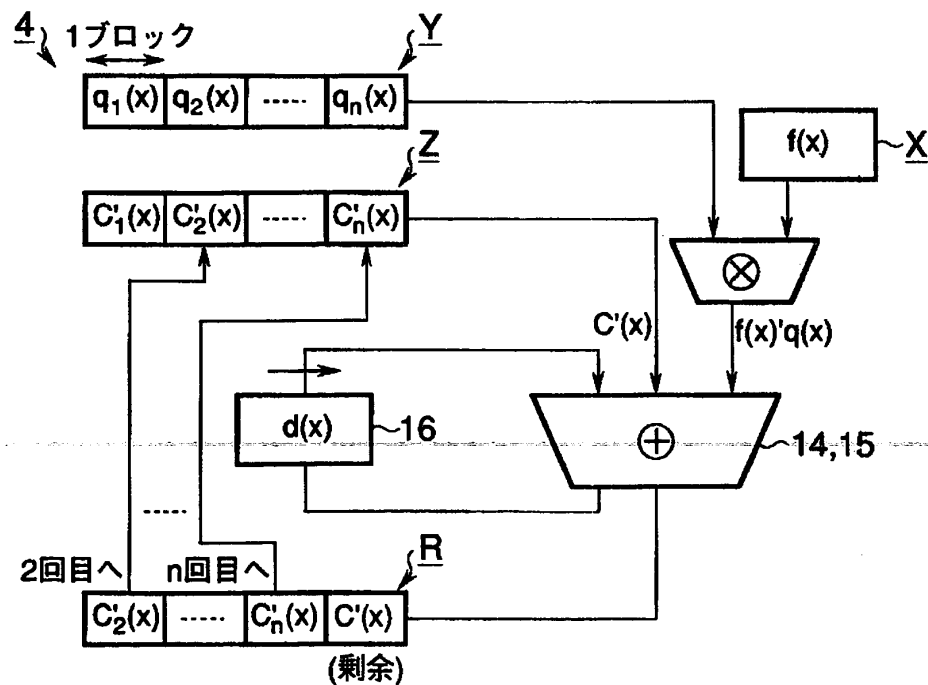 4
1ブロック
Y
q₁(x) q₂(x) ----- qₙ(x)
f(x) X
Z
C'₁(x) C'₂(x) ----- C'ₙ(x)
⊗
C'(x)
f(x)'q(x)
d(x) 16
⊕ 14,15
-----
2回目へ n回目へ
R
C'₂(x) ----- C'ₙ(x) C'(x)
(剰余)